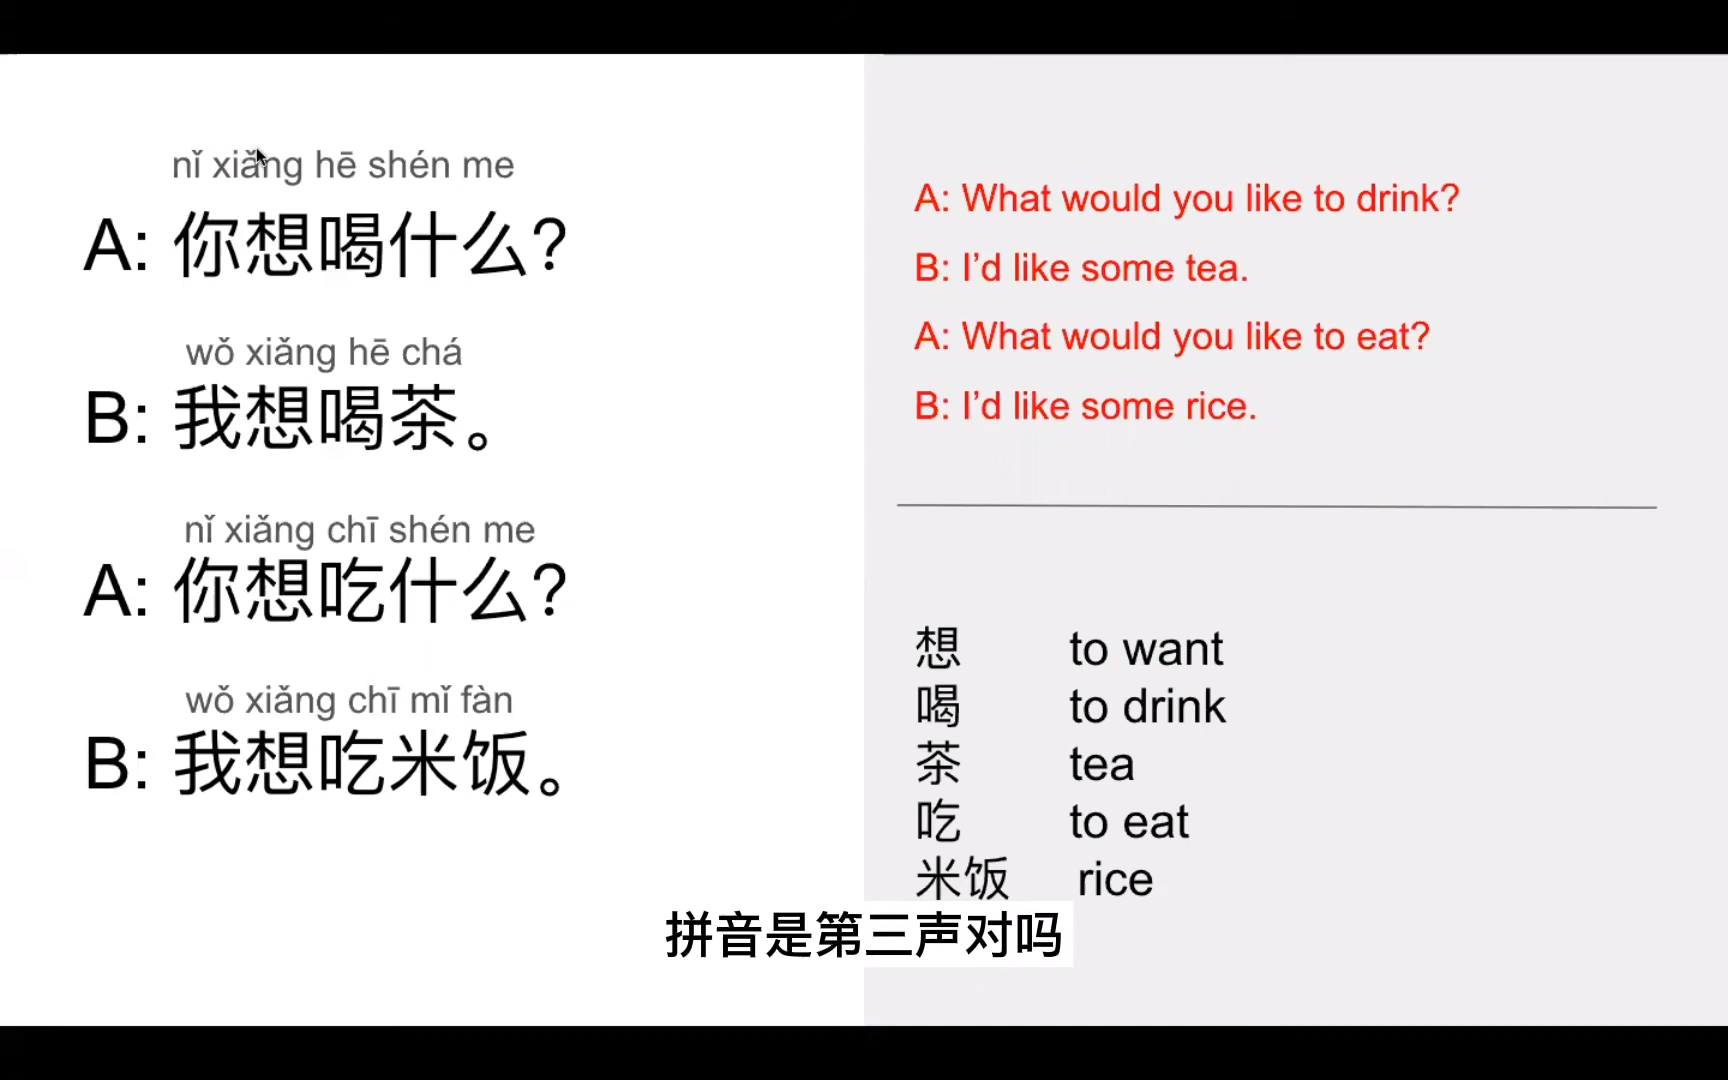 nǐ xiǎng hē shén me
A: 你想喝什么?
wǒ xiǎng hē chá
B: 我想喝茶。
nǐ xiǎng chī shén me
A: 你想吃什么?
wǒ xiǎng chī mǐ fàn
B: 我想吃米饭。
A: What would you like to drink?
B: I’d like some tea.
A: What would you like to eat?
B: I’d like some rice.
想 to want
喝 to drink
茶 tea
吃 to eat
米饭 rice
拼音是第三声对吗